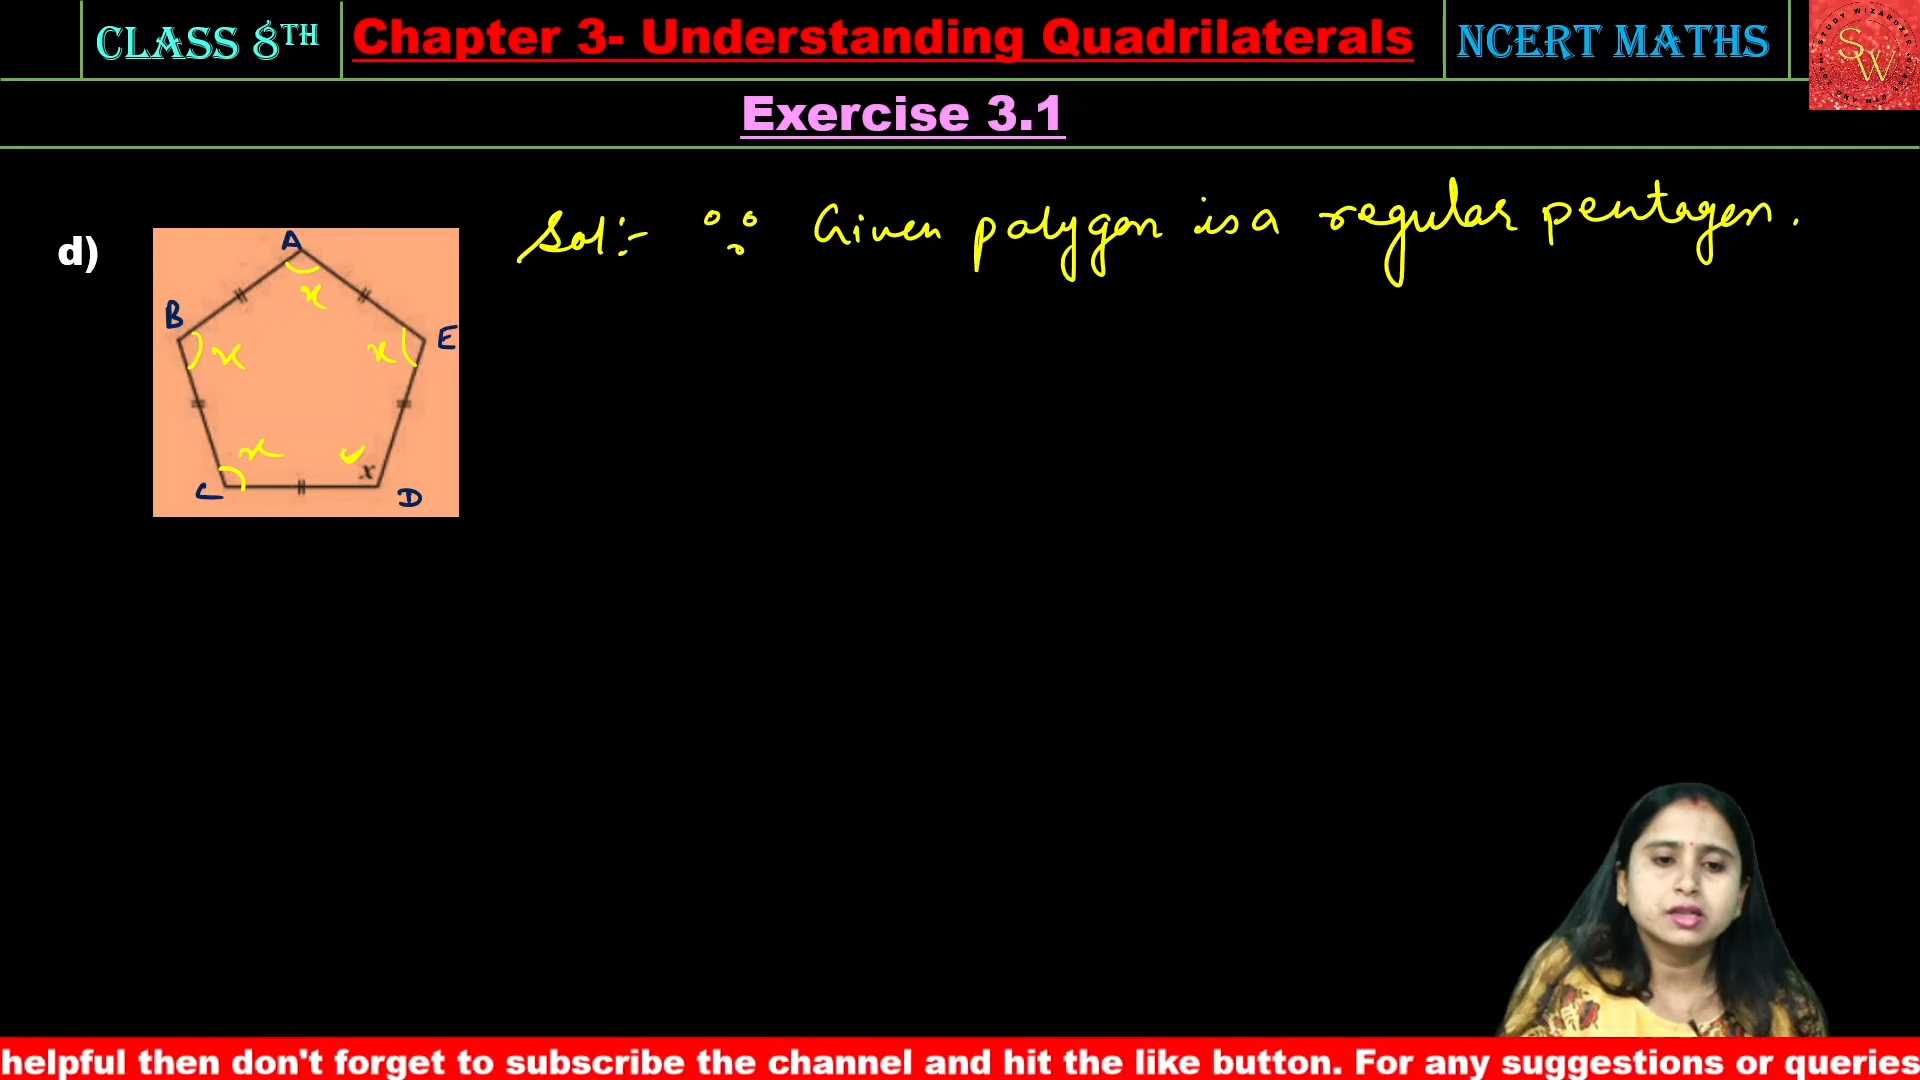 CLASS 8TH
Chapter 3- Understanding Quadrilaterals
NCERT MATHS
SW
Exercise 3.1
d)
Sol:- ∵ Given polygon is a regular pentagon.
A
x
B
E
x
x
x
x
C
D
helpful then don't forget to subscribe the channel and hit the like button. For any suggestions or queries